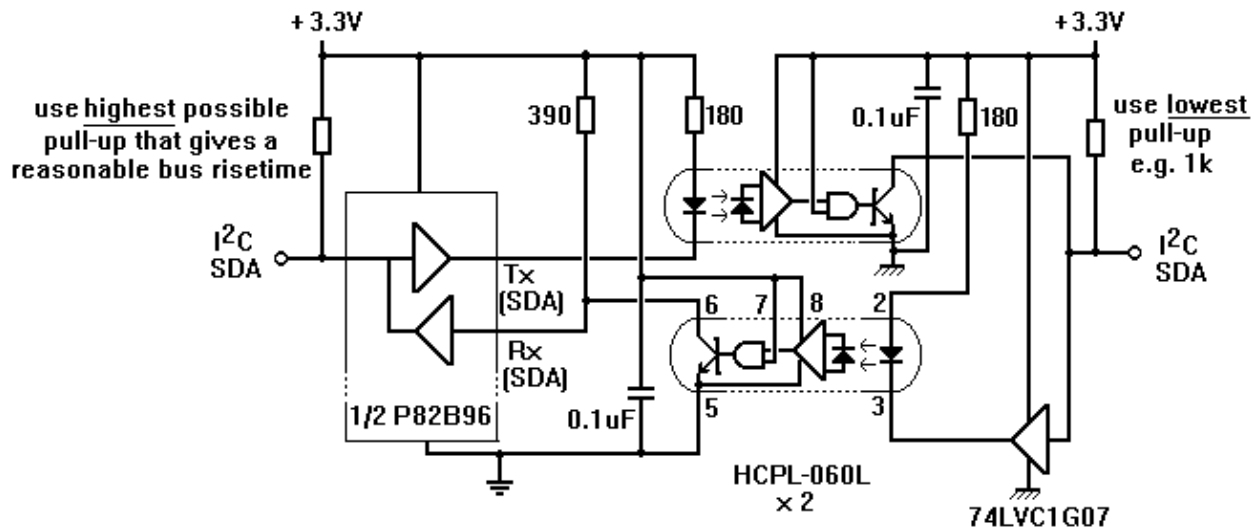 + 3.3V
+ 3.3V
use highest possible
pull-up that gives a
reasonable bus risetime
390
180
0.1uF
180
use lowest
pull-up
e.g. 1k
I²C
SDA
Tx
(SDA)
Rx
(SDA)
6
7
8
2
I²C
SDA
5
3
1/2 P82B96
0.1uF
HCPL-060L
x 2
74LVC1G07